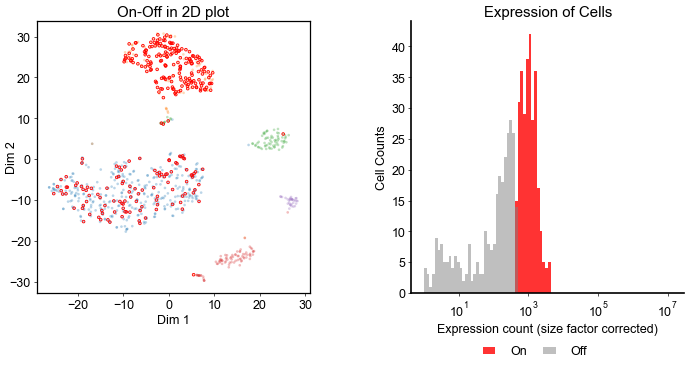 On-Off in 2D plot
Dim 2
30
20
10
0
−10
−20
−30
−20 −10 0 10 20 30
Dim 1
Expression of Cells
Cell Counts
40
35
30
25
20
15
10
5
0
10^1 10^3 10^5 10^7
Expression count (size factor corrected)
On Off